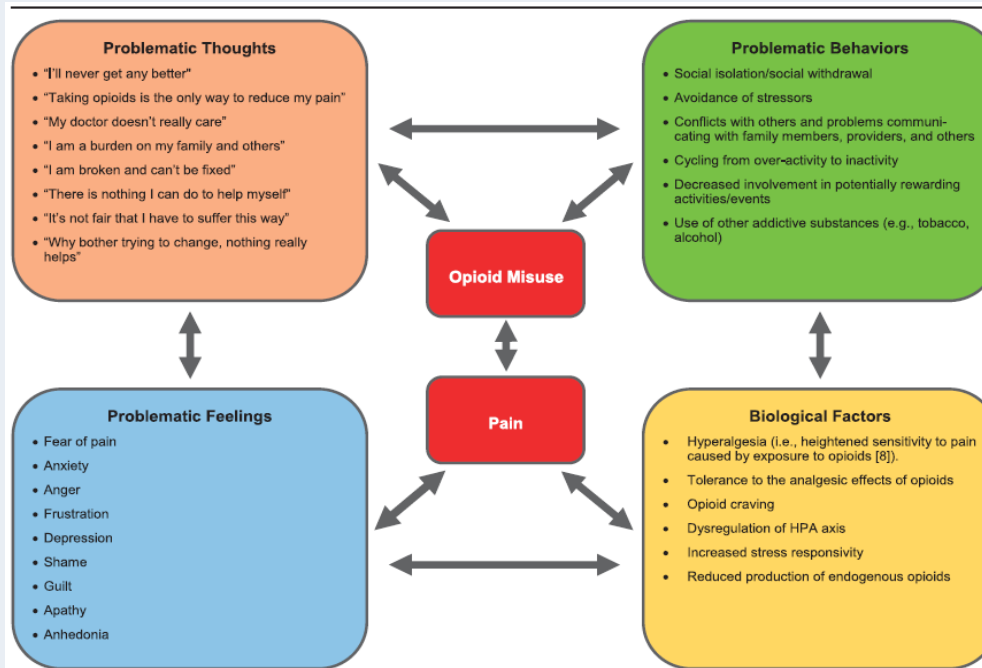 Problematic Thoughts
• “I’ll never get any better"
• “Taking opioids is the only way to reduce my pain”
• “My doctor doesn’t really care”
• “I am a burden on my family and others”
• “I am broken and can’t be fixed”
• “There is nothing I can do to help myself”
• “It’s not fair that I have to suffer this way”
• “Why bother trying to change, nothing really
helps”
Problematic Behaviors
• Social isolation/social withdrawal
• Avoidance of stressors
• Conflicts with others and problems communi-
cating with family members, providers, and others
• Cycling from over-activity to inactivity
• Decreased involvement in potentially rewarding
activities/events
• Use of other addictive substances (e.g., tobacco,
alcohol)
Opioid Misuse
Pain
Problematic Feelings
• Fear of pain
• Anxiety
• Anger
• Frustration
• Depression
• Shame
• Guilt
• Apathy
• Anhedonia
Biological Factors
• Hyperalgesia (i.e., heightened sensitivity to pain
caused by exposure to opioids [8]).
• Tolerance to the analgesic effects of opioids
• Opioid craving
• Dysregulation of HPA axis
• Increased stress responsivity
• Reduced production of endogenous opioids